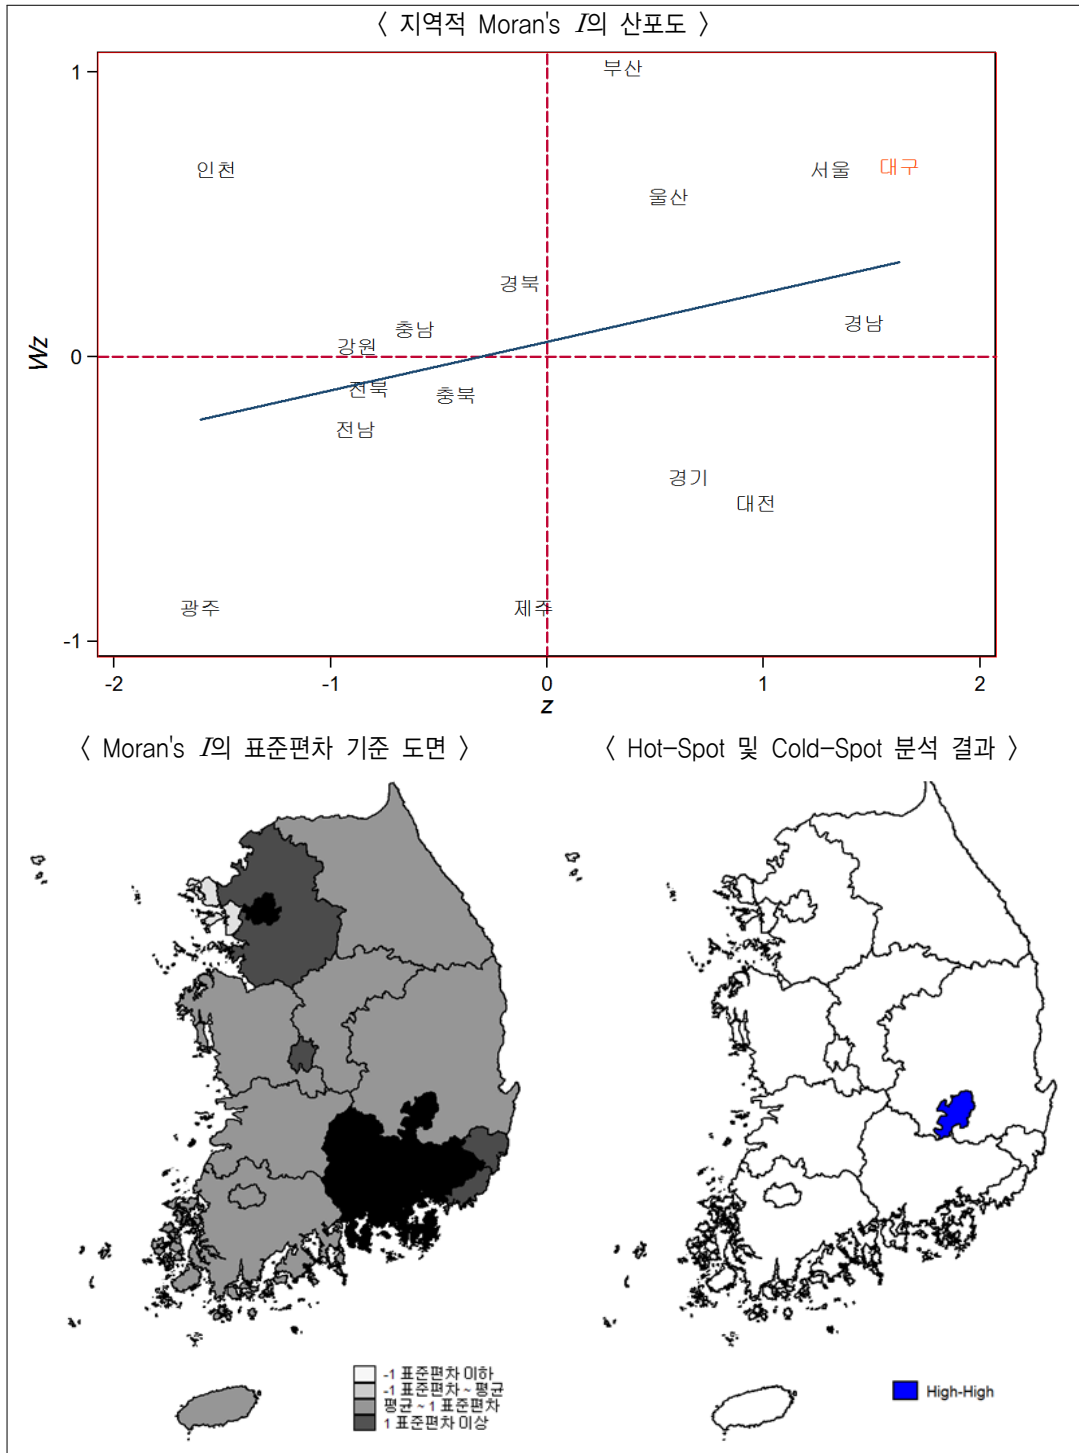 〈 지역적 Moran's I의 산포도 〉
1
부산
인천
서울
대구
울산
경북
경남
충남
강원
Wz
0
전북
충북
전남
경기
대전
광주
제주
-1
-2
-1
0
1
2
z
〈 Moran's I의 표준편차 기준 도면 〉
〈 Hot-Spot 및 Cold-Spot 분석 결과 〉
-1 표준편차 이하
-1 표준편차 ~ 평균
평균 ~ 1 표준편차
1 표준편차 이상
High-High